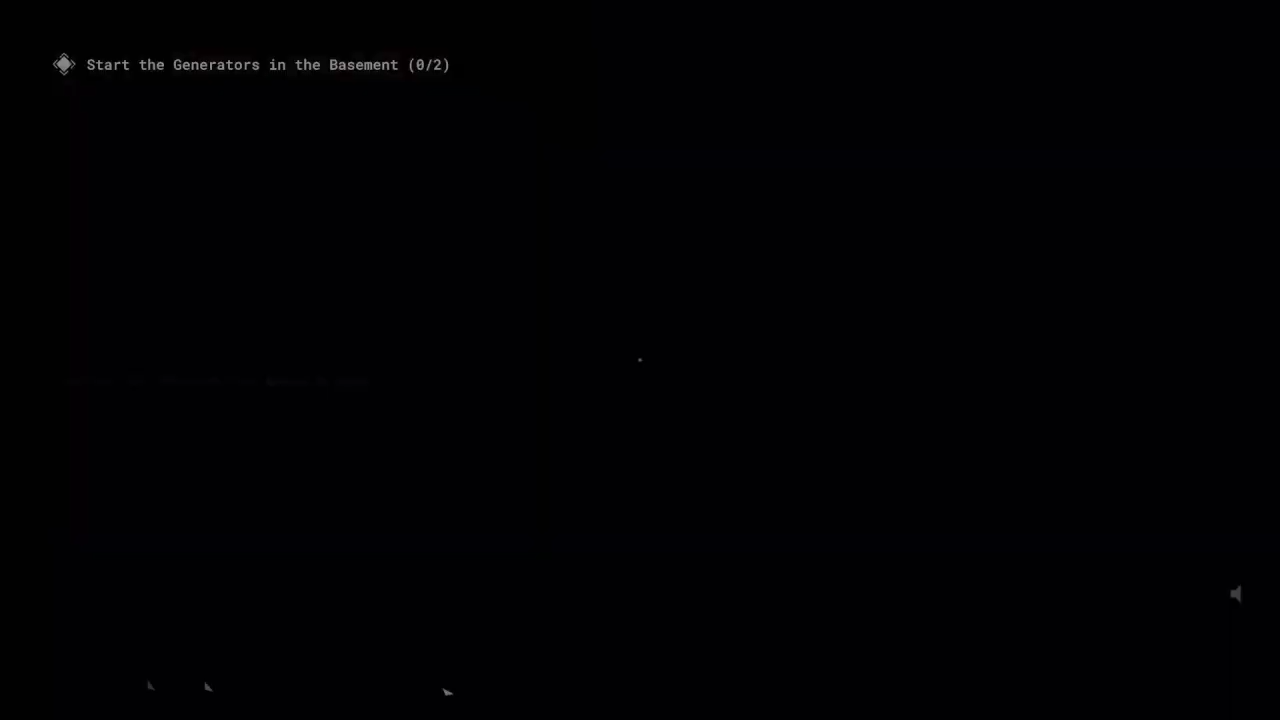 Start the Generators in the Basement (0/2)